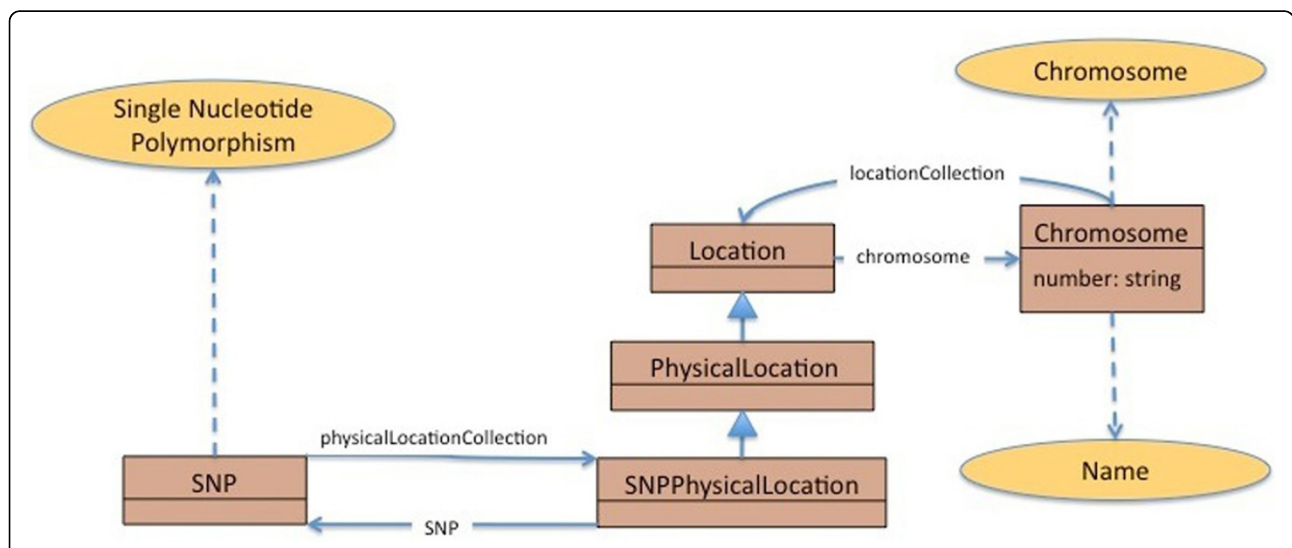 Single Nucleotide
Polymorphism
Chromosome
locationCollection
Location
chromosome
Chromosome
number: string
PhysicalLocation
physicalLocationCollection
SNP
SNPPhysicalLocation
SNP
Name